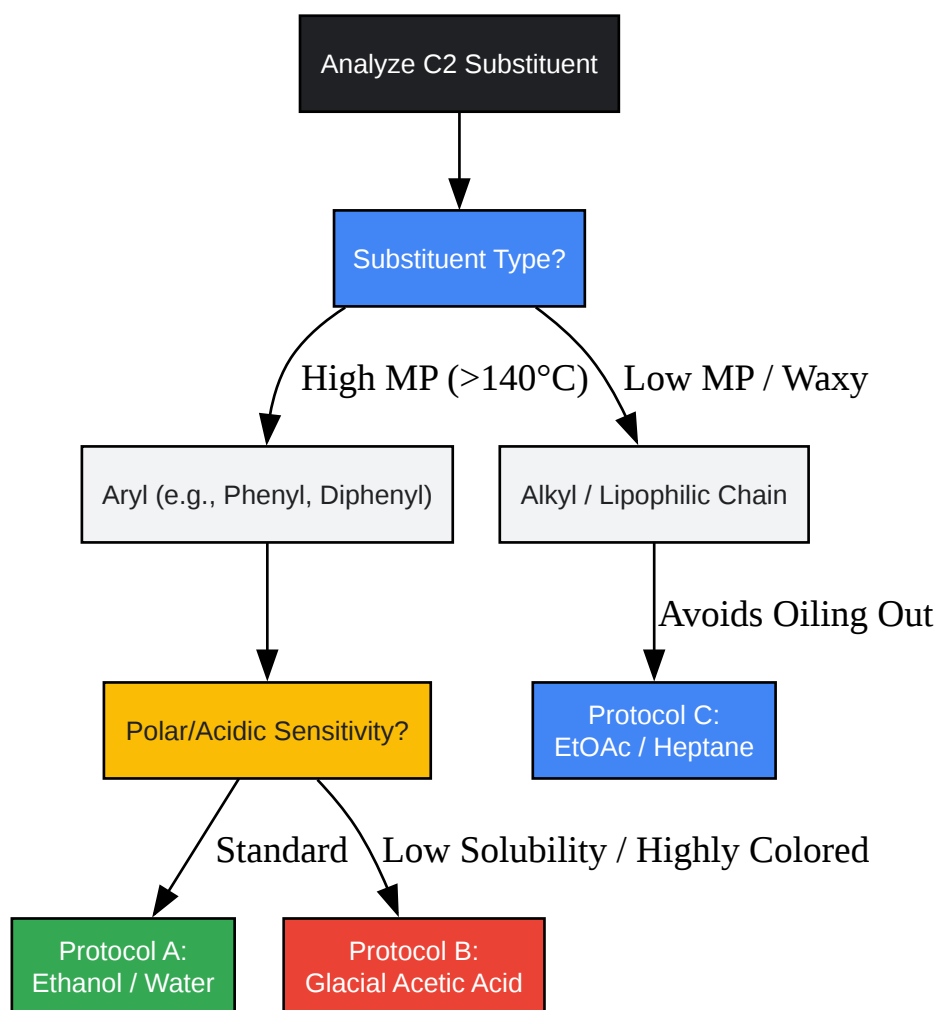 Analyze C2 Substituent
Substituent Type?
High MP (>140°C)
Low MP / Waxy
Aryl (e.g., Phenyl, Diphenyl)
Alkyl / Lipophilic Chain
Avoids Oiling Out
Polar/Acidic Sensitivity?
Protocol C:
EtOAc / Heptane
Standard
Low Solubility / Highly Colored
Protocol A:
Ethanol / Water
Protocol B:
Glacial Acetic Acid